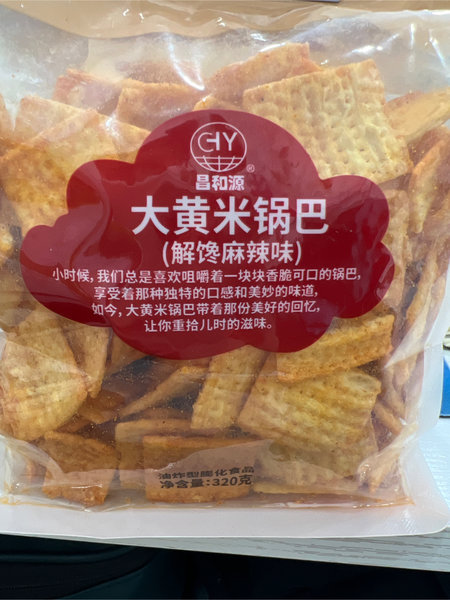 CHY
®
昌和源
大黄米锅巴
(解馋麻辣味)
小时候，我们总是喜欢咀嚼着一块块香脆可口的锅巴，
享受着那种独特的口感和美妙的味道，
如今，大黄米锅巴带着那份美好的回忆，
让你重拾儿时的滋味。
油炸型膨化食品
净含量:320克